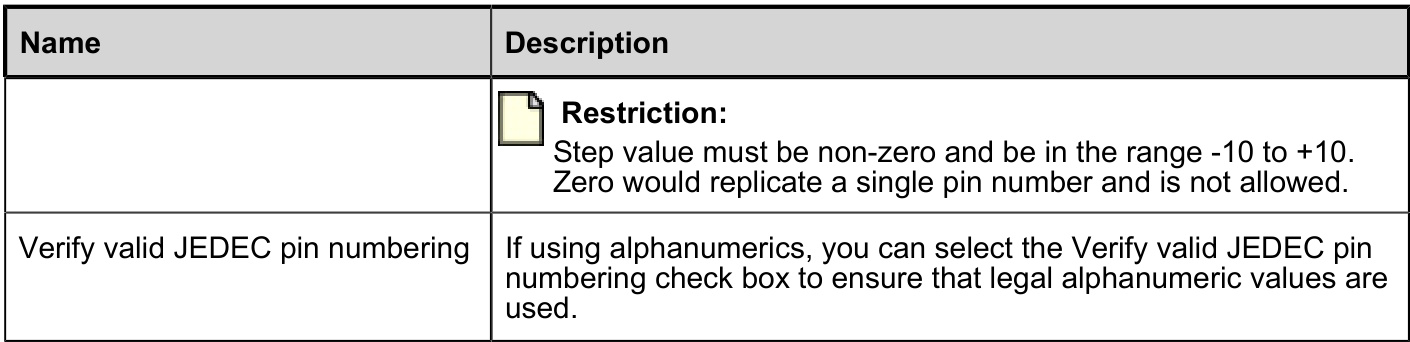 Name Description
Restriction:
Step value must be non-zero and be in the range -10 to +10.
Zero would replicate a single pin number and is not allowed.
Verify valid JEDEC pin numbering
If using alphanumerics, you can select the Verify valid JEDEC pin
numbering check box to ensure that legal alphanumeric values are
used.